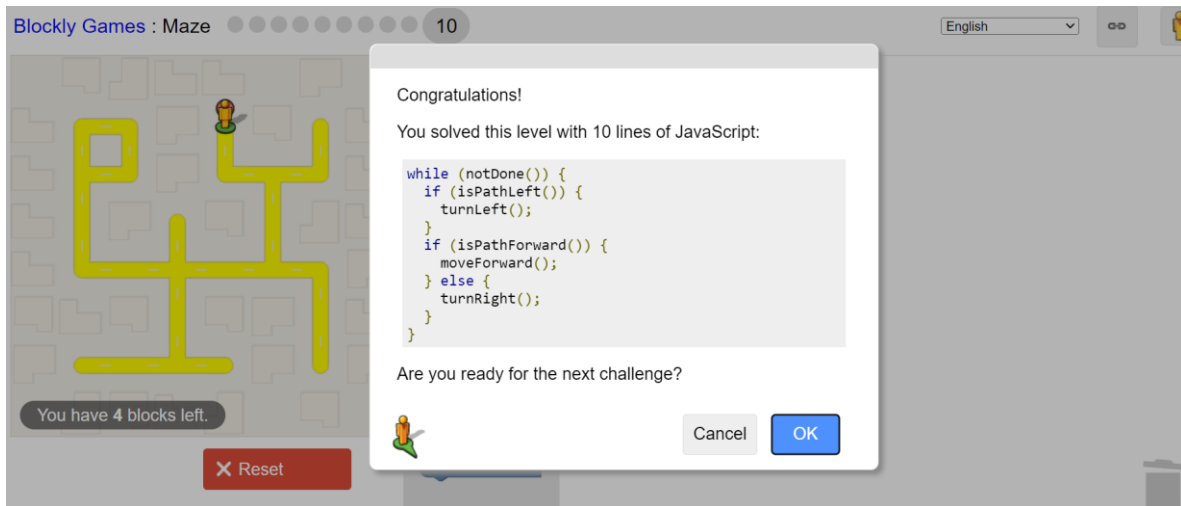 Blockly Games : Maze 10 English
Congratulations!
You solved this level with 10 lines of JavaScript:
while (notDone()) {
  if (isPathLeft()) {
    turnLeft();
  }
  if (isPathForward()) {
    moveForward();
  } else {
    turnRight();
  }
}
Are you ready for the next challenge?
You have 4 blocks left.
Cancel OK
Reset